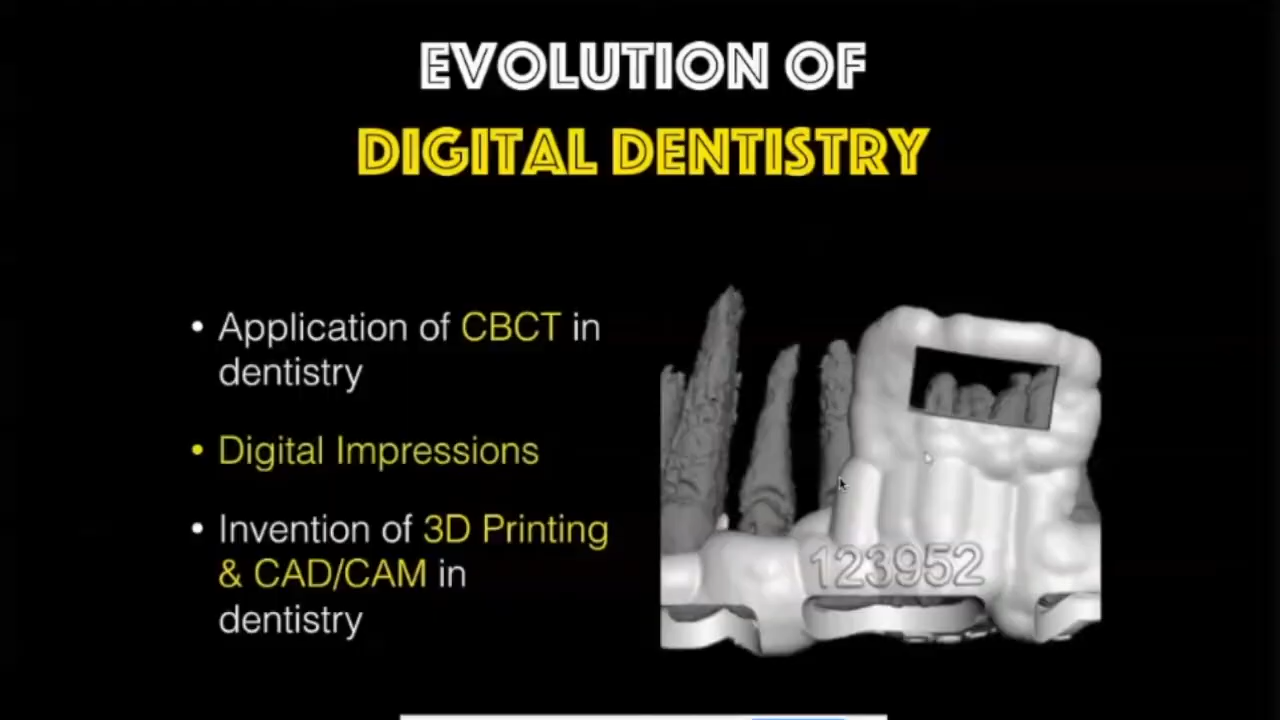 EVOLUTION OF
DIGITAL DENTISTRY
• Application of CBCT in
dentistry
• Digital Impressions
• Invention of 3D Printing
& CAD/CAM in
dentistry
123952